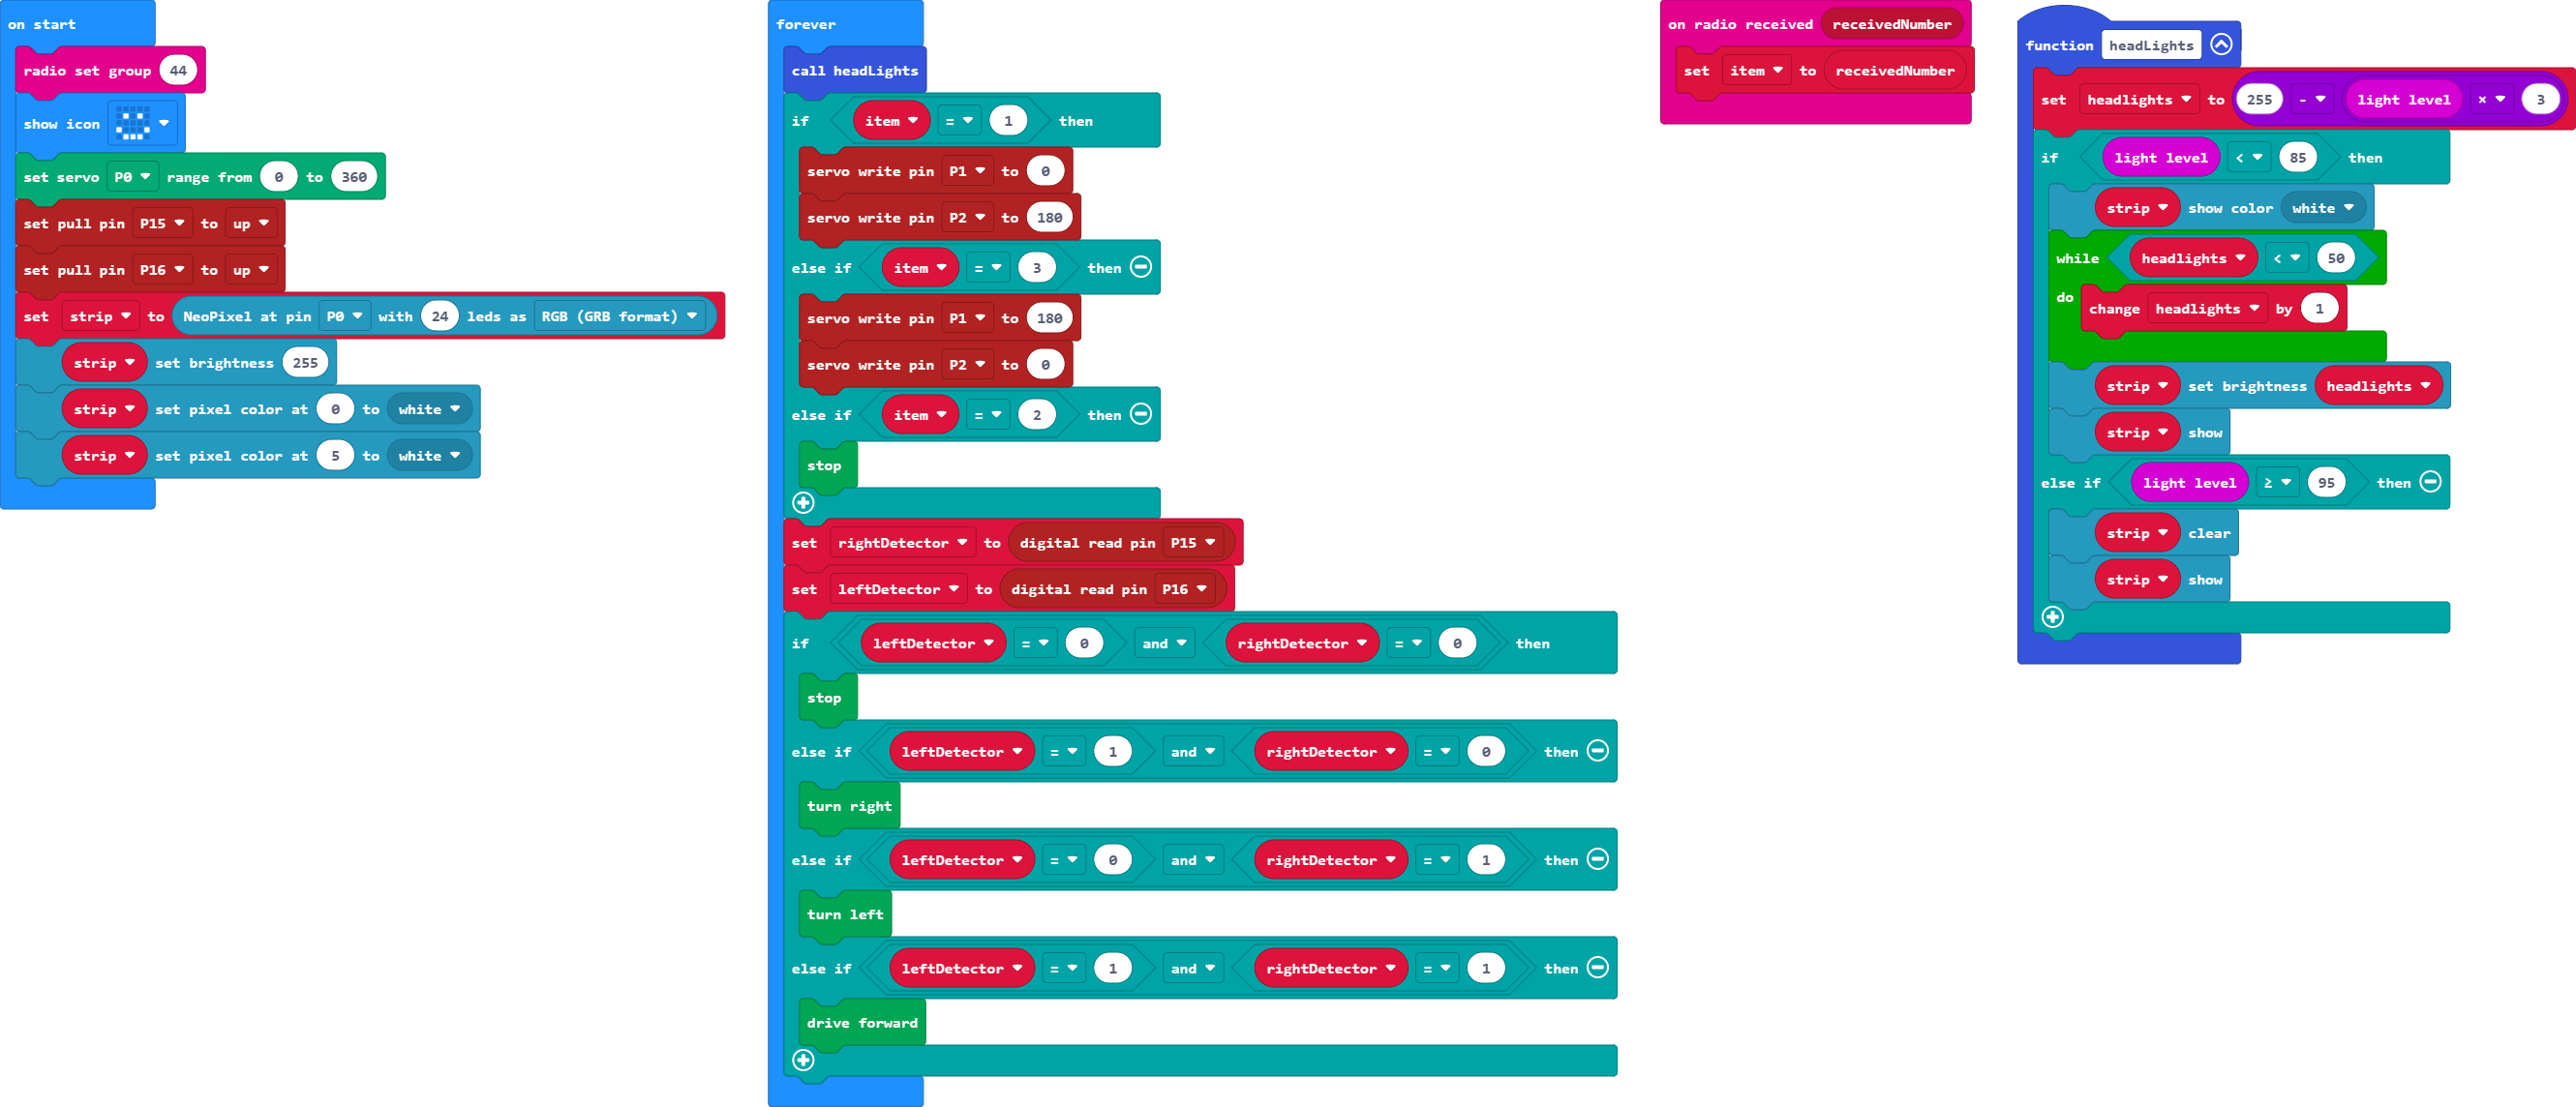 on start
radio set group 44
show icon
set servo P0 range from 0 to 360
set pull pin P15 to up
set pull pin P16 to up
set strip to NeoPixel at pin P0 with 24 leds as RGB (GRB format)
strip set brightness 255
strip set pixel color at 0 to white
strip set pixel color at 5 to white
forever
call headLights
if item = 1 then
servo write pin P1 to 0
servo write pin P2 to 180
else if item = 3 then
servo write pin P1 to 180
servo write pin P2 to 0
else if item = 2 then
stop
set rightDetector to digital read pin P15
set leftDetector to digital read pin P16
if leftDetector = 0 and rightDetector = 0 then
stop
else if leftDetector = 1 and rightDetector = 0 then
turn right
else if leftDetector = 0 and rightDetector = 1 then
turn left
else if leftDetector = 1 and rightDetector = 1 then
drive forward
on radio received receivedNumber
set item to receivedNumber
function headLights
set headlights to 255 - light level × 3
if light level < 85 then
strip show color white
while headlights < 50
do change headlights by 1
strip set brightness headlights
strip show
else if light level ≥ 95 then
strip clear
strip show